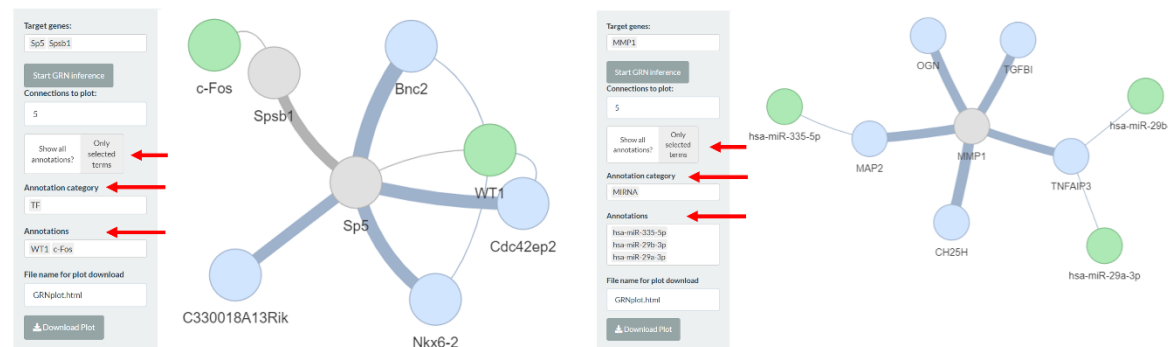 Target genes:
Sp5 Spsb1
Start GRN inference
Connections to plot:
5
Show all annotations?
Only selected terms
Annotation category
TF
Annotations
WT1 c-Fos
File name for plot download
GRNplot.html
Download Plot
c-Fos
Spsb1
Bnc2
WT1
Sp5
Cdc42ep2
C330018A13Rik
Nkx6-2
Target genes:
MMP1
Start GRN inference
Connections to plot:
5
Show all annotations?
Only selected terms
Annotation category
MIRNA
Annotations
hsa-miR-335-5p
hsa-miR-29b-3p
hsa-miR-29a-3p
File name for plot download
GRNplot.html
Download Plot
OGN
TGFBI
hsa-miR-335-5p
hsa-miR-29b
MAP2
MMP1
TNFAIP3
CH25H
hsa-miR-29a-3p